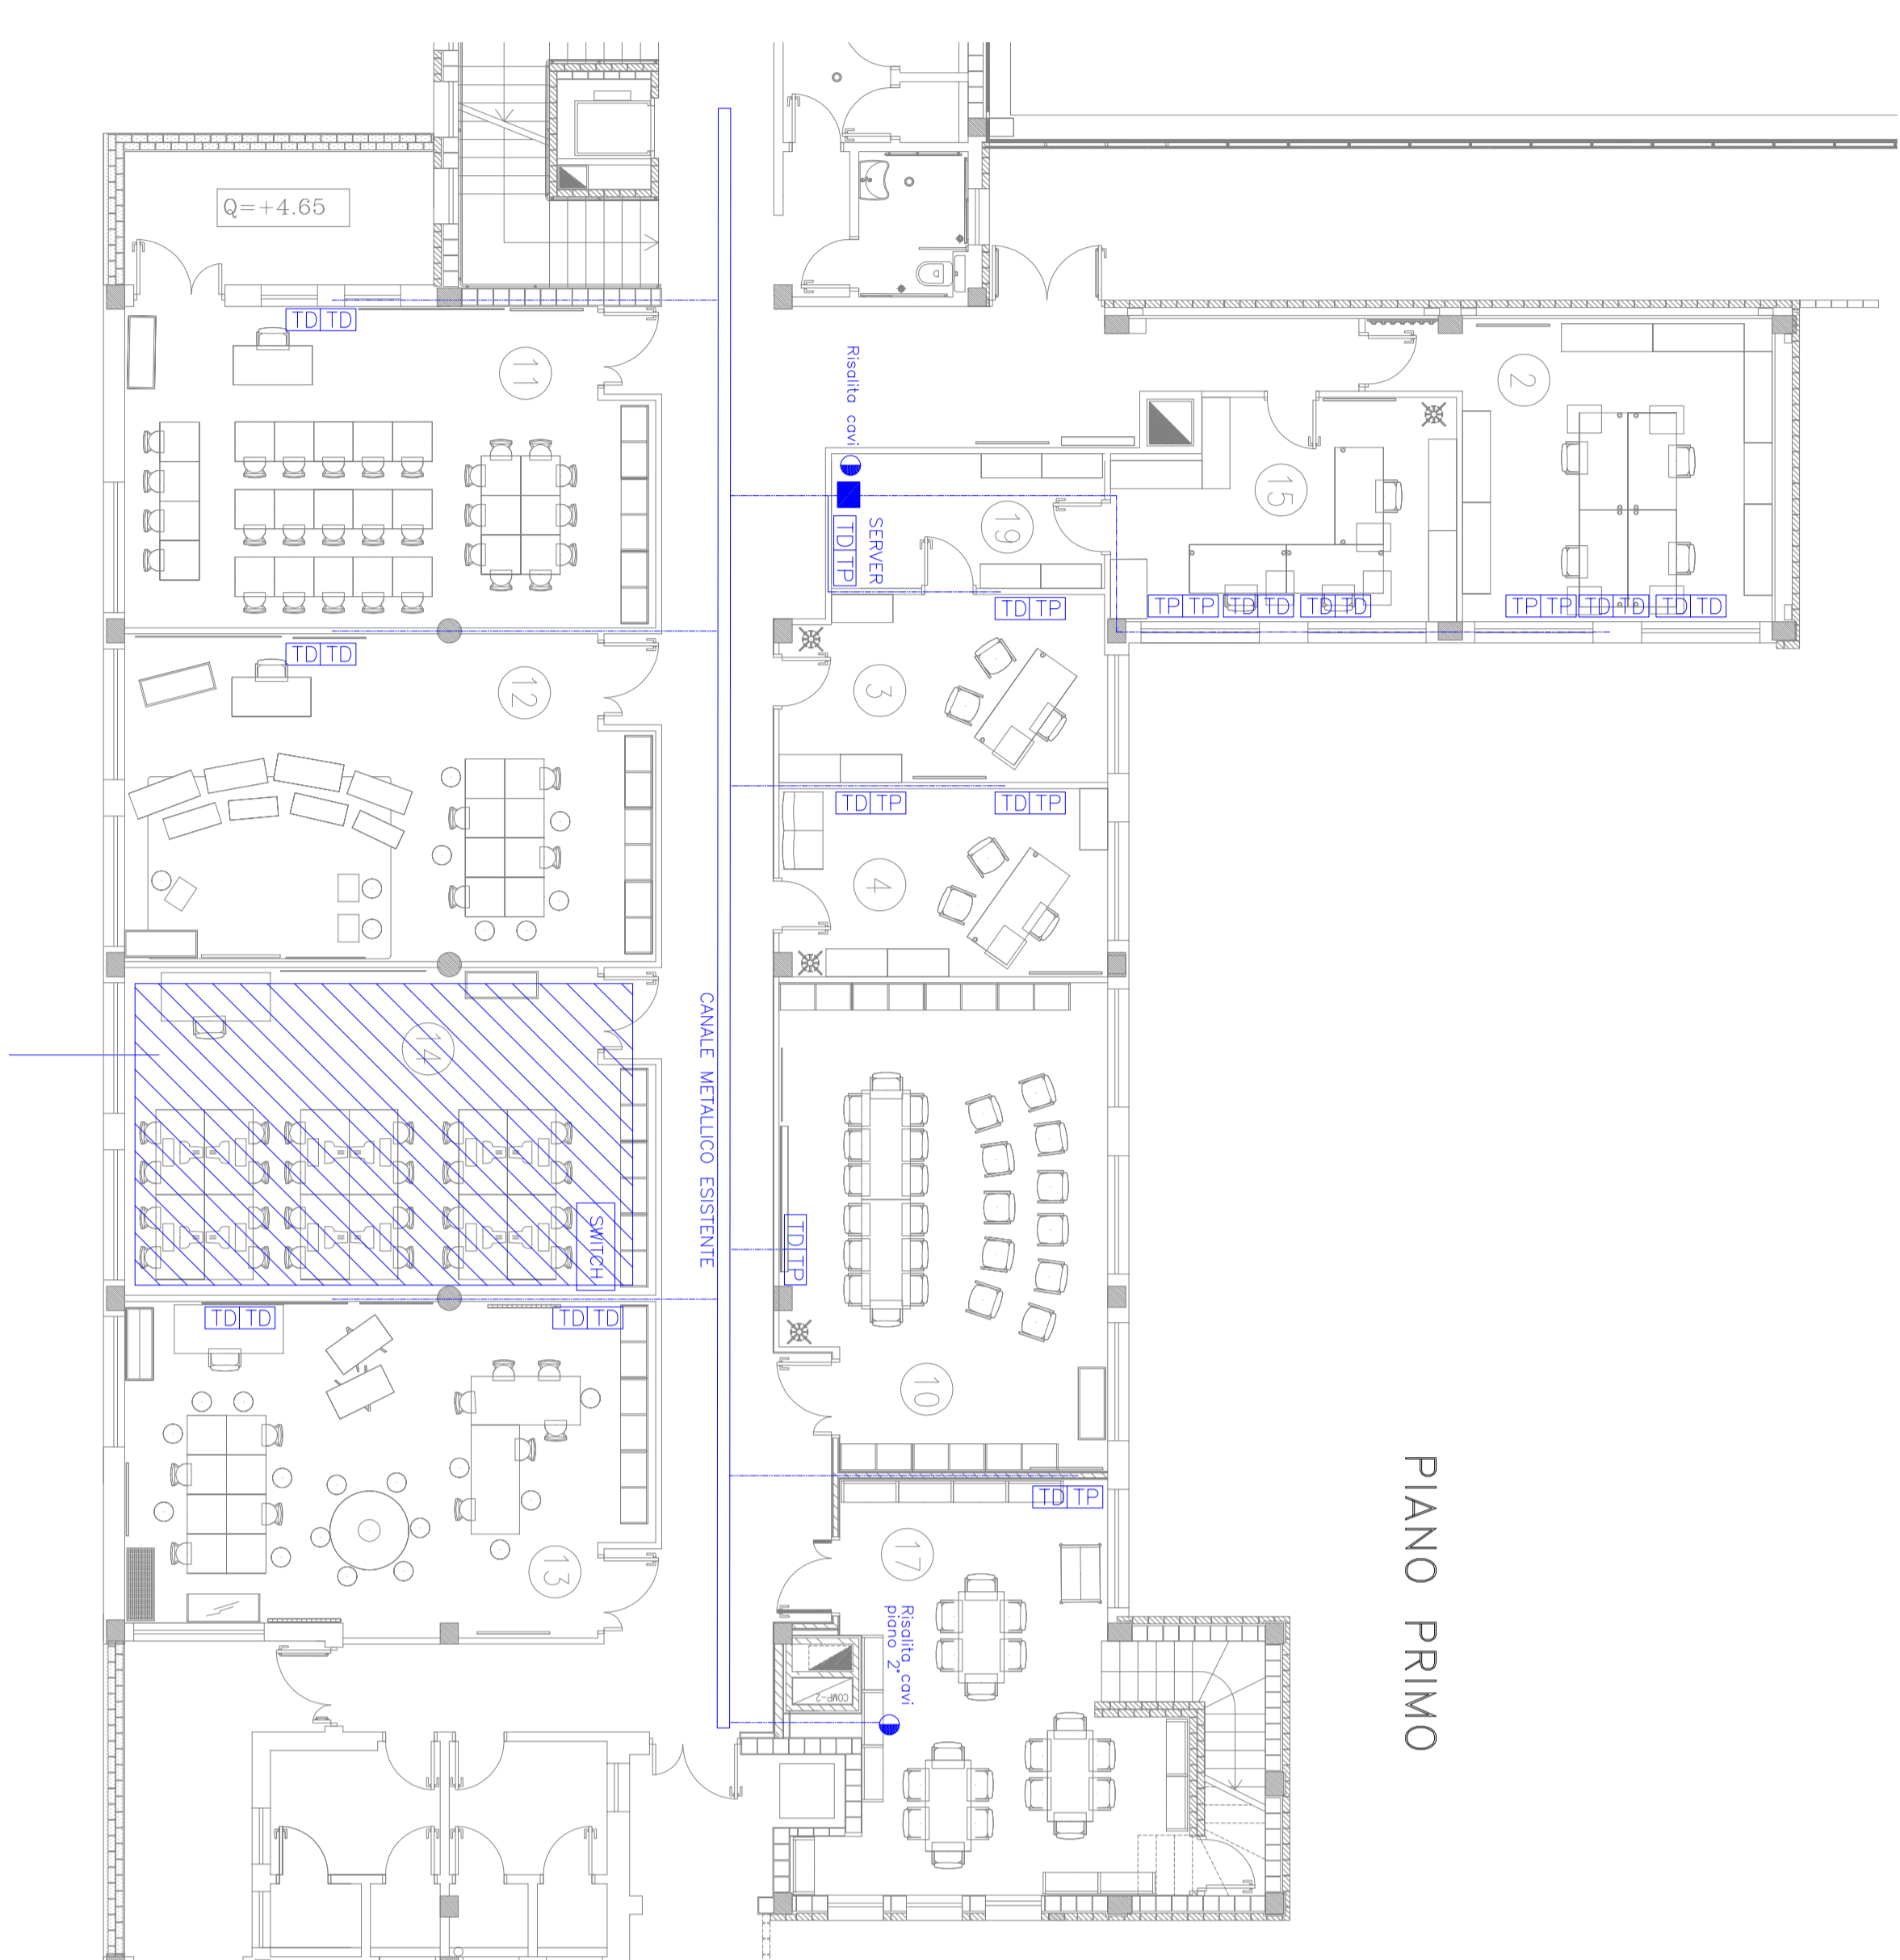 Q=+4.65
TD TD
11
Risalita cavi
2
15
19
SERVER
TD TP
TD TP
TP TP TD TD TD TD
TP TP TD TD TD TD
TD TD
12
3
TD TP
TD TP
4
14
CANALE METALLICO ESISTENTE
SWITCH
TD TP
TD TD
TD TD
10
PIANO PRIMO
TD TP
17
13
Risalita cavi
piano 2°
COMP-2